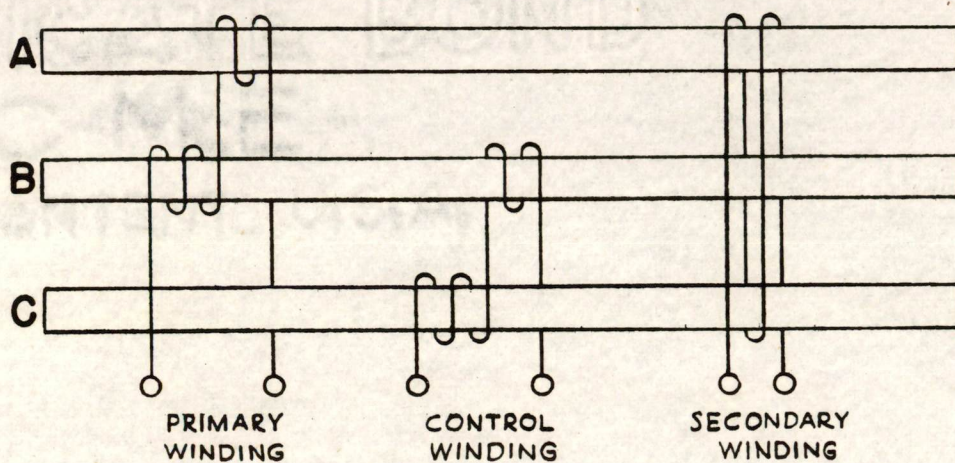 A
B
C
PRIMARY WINDING
CONTROL WINDING
SECONDARY WINDING